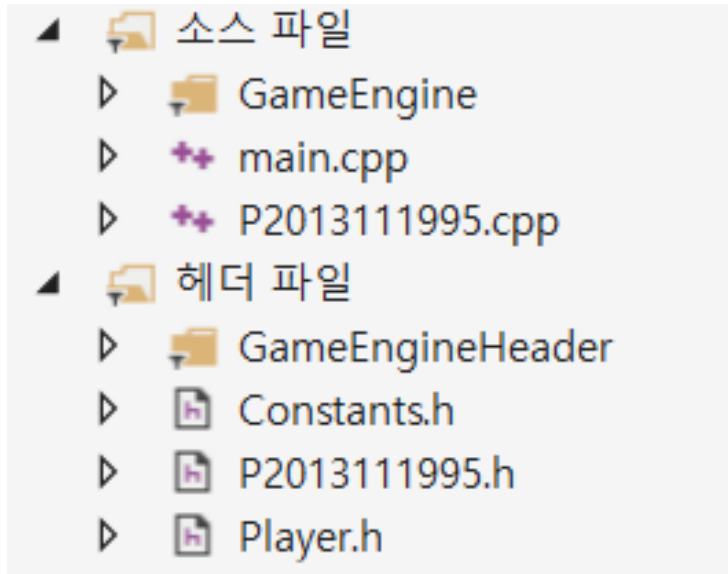 소스 파일
GameEngine
main.cpp
P2013111995.cpp
헤더 파일
GameEngineHeader
Constants.h
P2013111995.h
Player.h